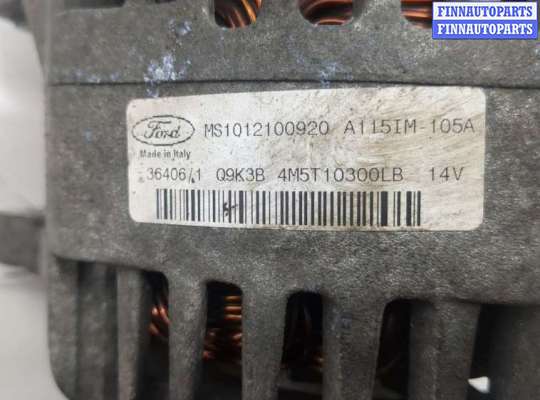 FINNAUTOPARTS
FINNAUTOPARTS
Ford MS1012100920 A115IM-105A
Made in Italy
36406/1 Q9K3B 4M5T10300LB 14V